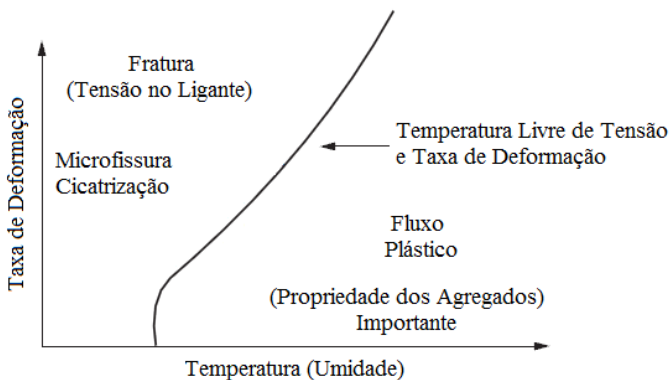 Fratura
(Tensão no Ligante)
Microfissura
Cicatrização
Temperatura Livre de Tensão
e Taxa de Deformação
Fluxo
Plástico
(Propriedade dos Agregados)
Importante
Taxa de Deformação
Temperatura (Umidade)